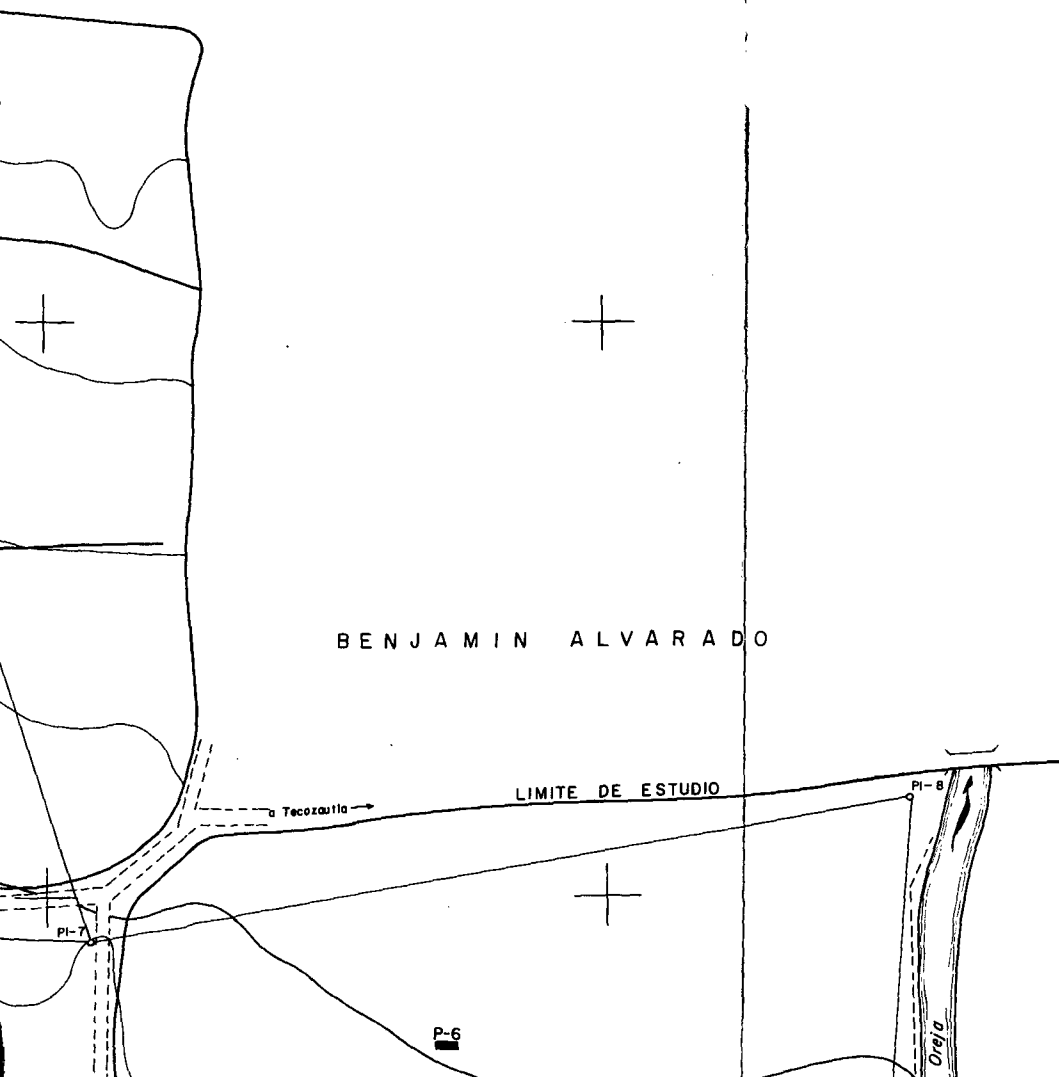 BENJAMIN ALVARADO
LIMITE DE ESTUDIO
PI-8
a Tecozautla
PI-7
P-6
Oreja